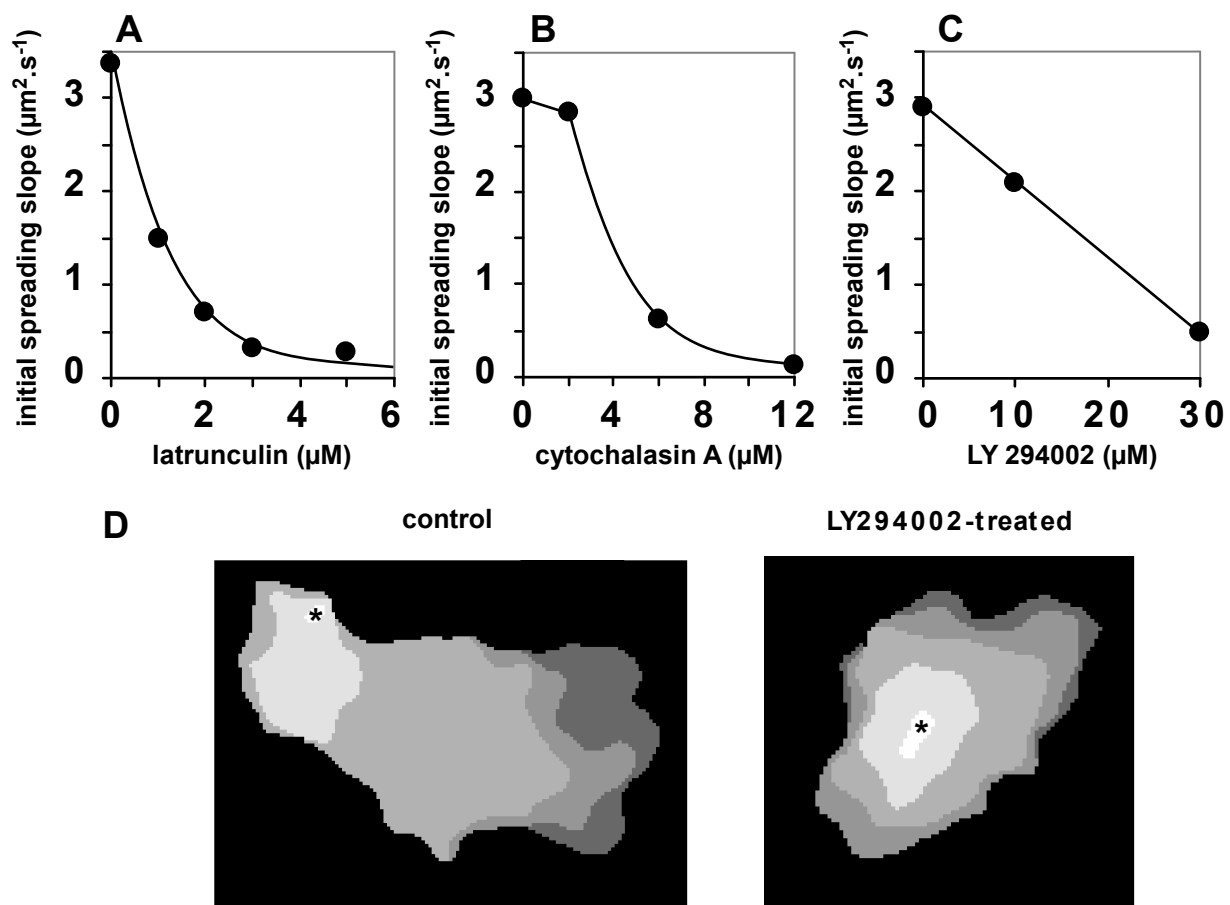 A
initial spreading slope (µm².s⁻¹)
3
2
1
0
0 2 4 6
latrunculin (µM)
B
initial spreading slope (µm².s⁻¹)
3
2
1
0
0 4 8 12
cytochalasin A (µM)
C
initial spreading slope (µm².s⁻¹)
3
2
1
0
0 10 20 30
LY 294002 (µM)
D
control
*
LY294002-treated
*